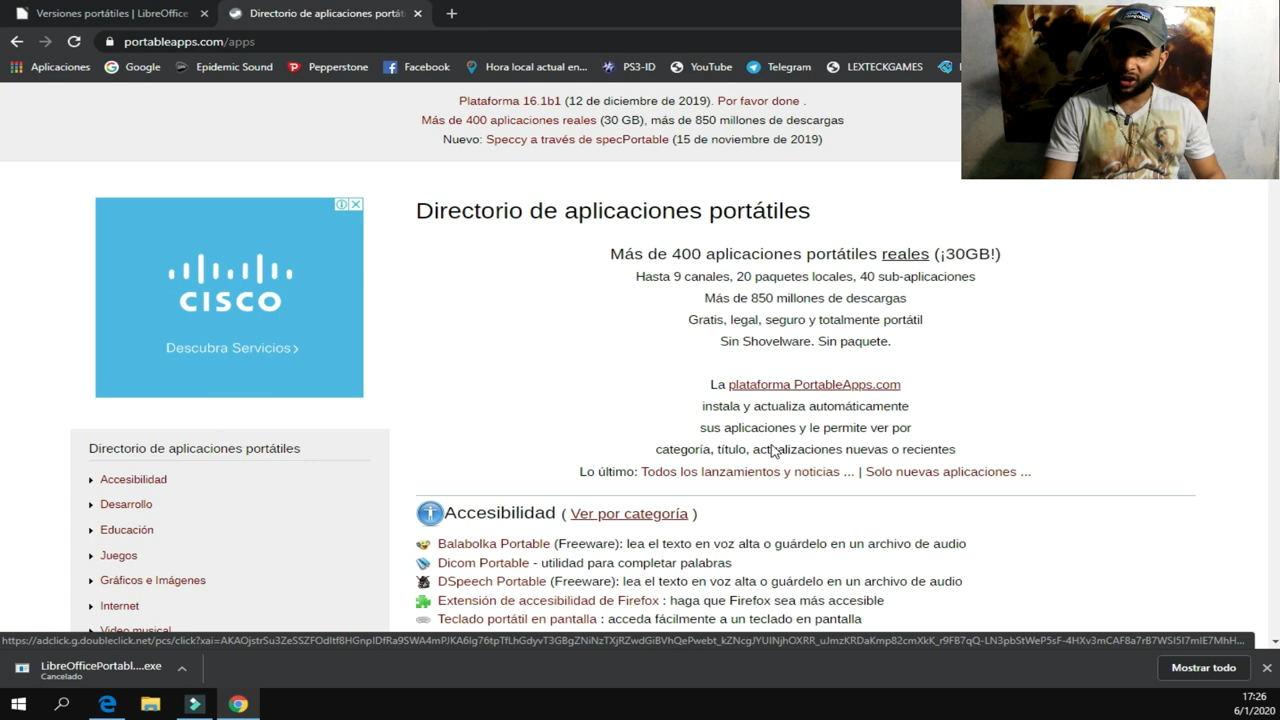 Versiones portátiles | LibreOffice
Directorio de aplicaciones portát
portableapps.com/apps
Aplicaciones
Google
Epidemic Sound
Pepperstone
Facebook
Hora local actual en...
PS3-ID
YouTube
Telegram
LEXTECKGAMES
Plataforma 16.1b1 (12 de diciembre de 2019). Por favor done .
Más de 400 aplicaciones reales (30 GB), más de 850 millones de descargas
Nuevo: Speccy a través de specPortable (15 de noviembre de 2019)
CISCO
Descubra Servicios
Directorio de aplicaciones portátiles
Más de 400 aplicaciones portátiles reales (¡30GB!)
Hasta 9 canales, 20 paquetes locales, 40 sub-aplicaciones
Más de 850 millones de descargas
Gratis, legal, seguro y totalmente portátil
Sin Shovelware. Sin paquete.
La plataforma PortableApps.com
instala y actualiza automáticamente
sus aplicaciones y le permite ver por
categoría, título, actualizaciones nuevas o recientes
Lo último: Todos los lanzamientos y noticias ... | Solo nuevas aplicaciones ...
Directorio de aplicaciones portátiles
Accesibilidad
Desarrollo
Educación
Juegos
Gráficos e Imágenes
Internet
Video musical
Accesibilidad ( Ver por categoría )
Balabolka Portable (Freeware): lea el texto en voz alta o guárdelo en un archivo de audio
Dicom Portable - utilidad para completar palabras
DSpeech Portable (Freeware): lea el texto en voz alta o guárdelo en un archivo de audio
Extensión de accesibilidad de Firefox : haga que Firefox sea más accesible
Teclado portátil en pantalla : acceda fácilmente a un teclado en pantalla
LibreOfficePortabl....exe
Cancelado
Mostrar todo
17:26
6/1/2020